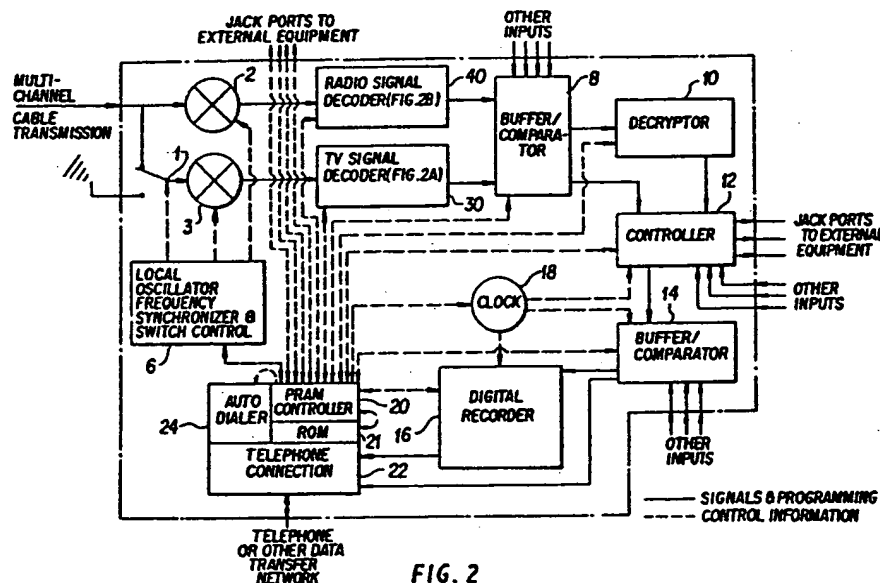 JACK PORTS TO
EXTERNAL EQUIPMENT
OTHER
INPUTS
MULTI-
CHANNEL
CABLE
TRANSMISSION
2
RADIO SIGNAL
DECODER(FIG.2B)
40
8
BUFFER/
COMPARA-
TOR
10
DECRYPTOR
1
3
TV SIGNAL
DECODER(FIG.2A)
30
12
CONTROLLER
JACK PORTS
TO EXTERNAL
EQUIPMENT
OTHER
INPUTS
LOCAL
OSCILLATOR
FREQUENCY
SYNCHRONIZER &
SWITCH CONTROL
6
18
CLOCK
14
BUFFER/
COMPARATOR
24
AUTO
DIALER
PRAM
CONTROLLER
20
ROM
21
16
DIGITAL
RECORDER
TELEPHONE
CONNECTION
22
OTHER
INPUTS
SIGNALS & PROGRAMMING
CONTROL INFORMATION
TELEPHONE
OR OTHER DATA
TRANSFER
NETWORK
FIG. 2